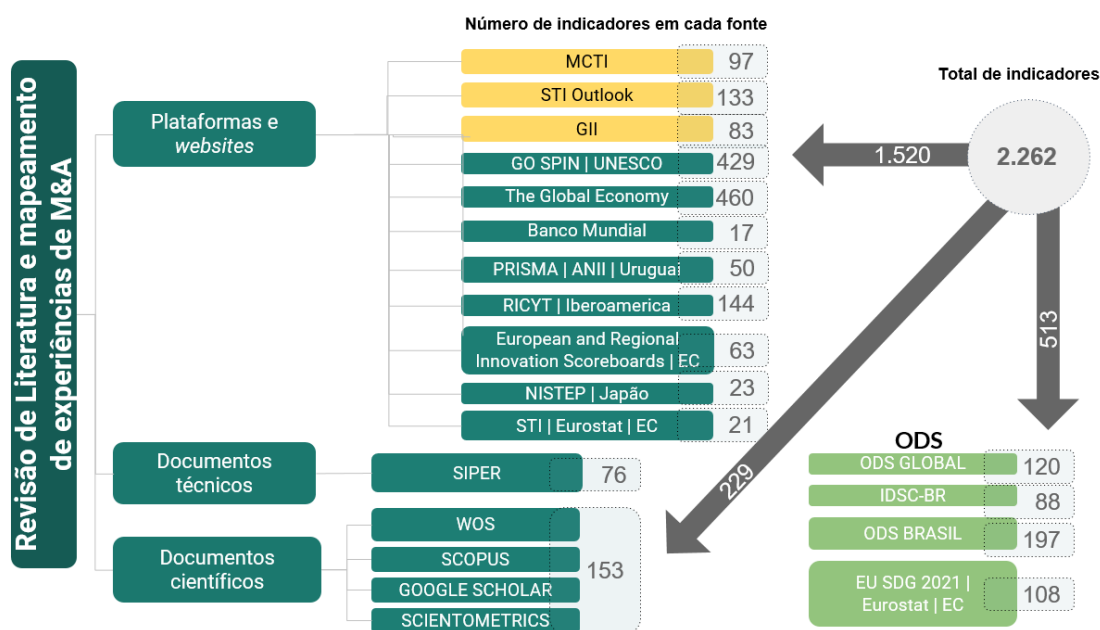 Número de indicadores em cada fonte
Total de indicadores
Revisão de Literatura e mapeamento
de experiências de M&A
Plataformas e
websites
MCTI 97
STI Outlook 133
GII 83
GO SPIN | UNESCO 429
The Global Economy 460
Banco Mundial 17
PRISMA | ANII | Uruguai 50
RICYT | Iberoamerica 144
European and Regional
Innovation Scoreboards | EC 63
NISTEP | Japão 23
STI | Eurostat | EC 21
Documentos
técnicos
SIPER 76
Documentos
científicos
WOS
SCOPUS
GOOGLE SCHOLAR
SCIENTOMETRICS
153
2.262
1.520
229
513
ODS
ODS GLOBAL 120
IDSC-BR 88
ODS BRASIL 197
EU SDG 2021 |
Eurostat | EC 108